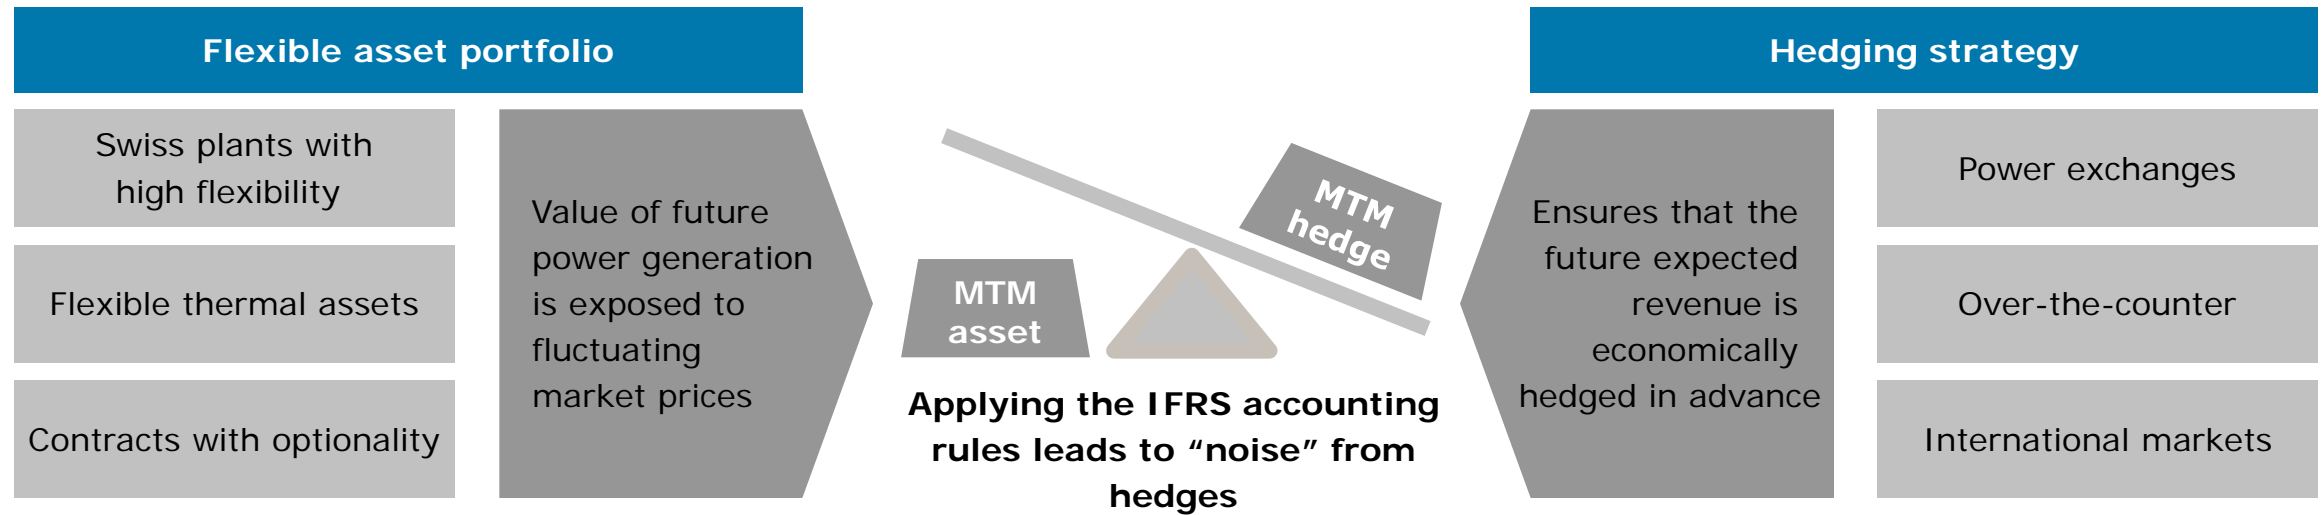 Flexible asset portfolio
Swiss plants with
high flexibility
Flexible thermal assets
Contracts with optionality
Value of future
power generation
is exposed to
fluctuating
market prices
MTM
asset
MTM
hedge
Applying the IFRS accounting
rules leads to “noise” from
hedges
Hedging strategy
Ensures that the
future expected
revenue is
economically
hedged in advance
Power exchanges
Over-the-counter
International markets